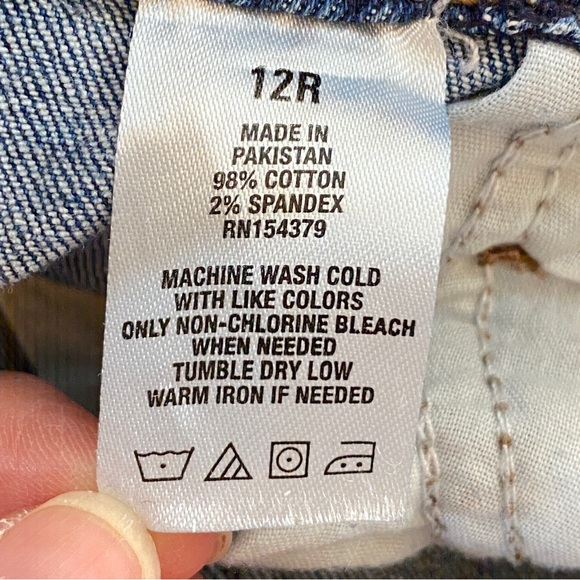 12R
MADE IN
PAKISTAN
98% COTTON
2% SPANDEX
RN154379
MACHINE WASH COLD
WITH LIKE COLORS
ONLY NON-CHLORINE BLEACH
WHEN NEEDED
TUMBLE DRY LOW
WARM IRON IF NEEDED